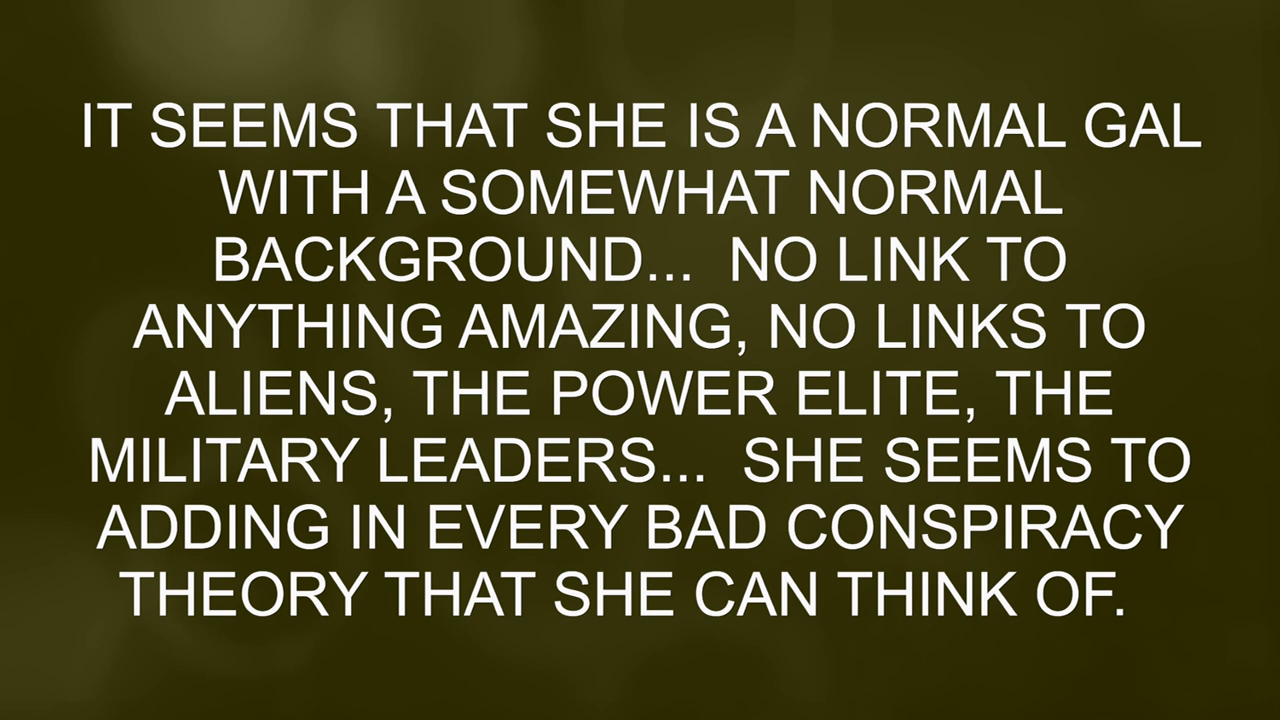 IT SEEMS THAT SHE IS A NORMAL GAL
WITH A SOMEWHAT NORMAL
BACKGROUND...  NO LINK TO
ANYTHING AMAZING, NO LINKS TO
ALIENS, THE POWER ELITE, THE
MILITARY LEADERS...  SHE SEEMS TO
ADDING IN EVERY BAD CONSPIRACY
THEORY THAT SHE CAN THINK OF.